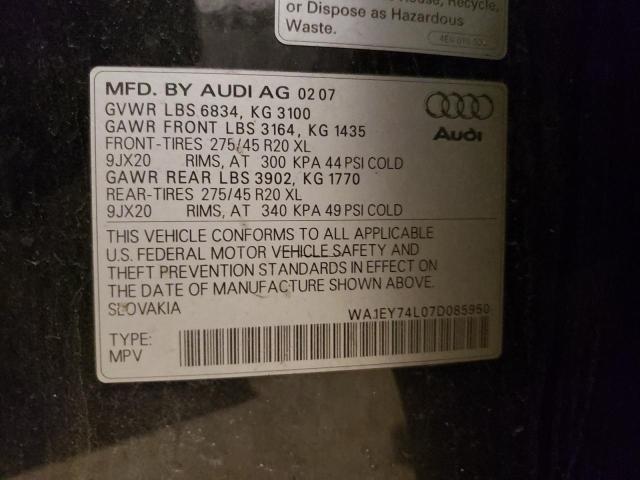 or Dispose as Hazardous
Waste.
MFD. BY AUDI AG 02 07
GVWR LBS 6834, KG 3100
GAWR FRONT LBS 3164, KG 1435
FRONT-TIRES 275/45 R20 XL
9JX20 RIMS, AT 300 KPA 44 PSI COLD
GAWR REAR LBS 3902, KG 1770
REAR-TIRES 275/45 R20 XL
9JX20 RIMS, AT 340 KPA 49 PSI COLD
Audi
THIS VEHICLE CONFORMS TO ALL APPLICABLE
U.S. FEDERAL MOTOR VEHICLE SAFETY AND
THEFT PREVENTION STANDARDS IN EFFECT ON
THE DATE OF MANUFACTURE SHOWN ABOVE.
SLOVAKIA
WA1EY74L07D085950
TYPE:
MPV